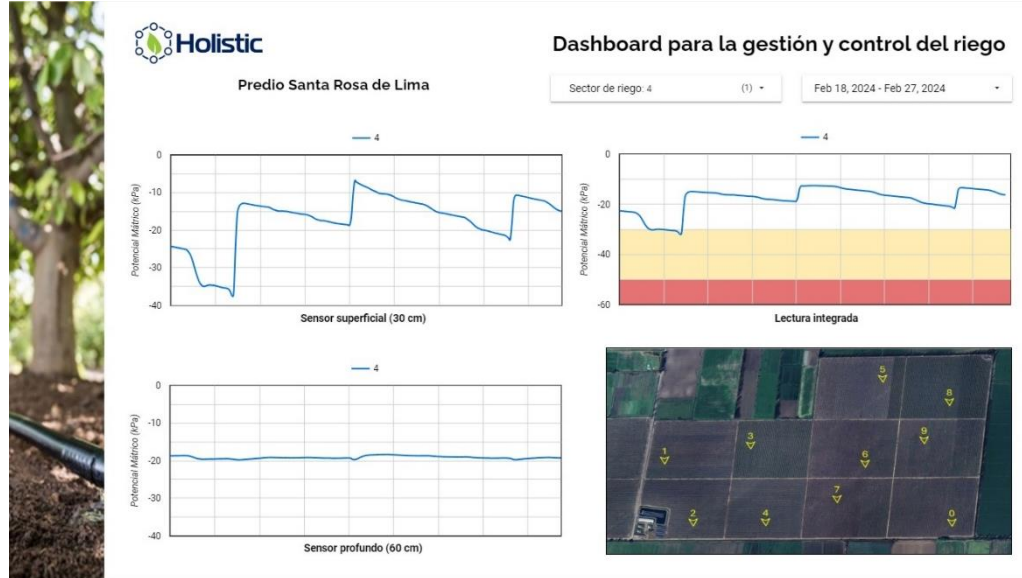 Holistic
Dashboard para la gestión y control del riego
Predio Santa Rosa de Lima
Sector de riego: 4 (1)
Feb 18, 2024 - Feb 27, 2024
4
0
-10
-20
-30
-40
Potencial Mátrico (kPa)
Sensor superficial (30 cm)
4
0
-20
-40
-60
Potencial Mátrico (kPa)
Lectura integrada
4
0
-10
-20
-30
-40
Potencial Mátrico (kPa)
Sensor profundo (60 cm)
5
8
9
3
1
6
7
2
4
0